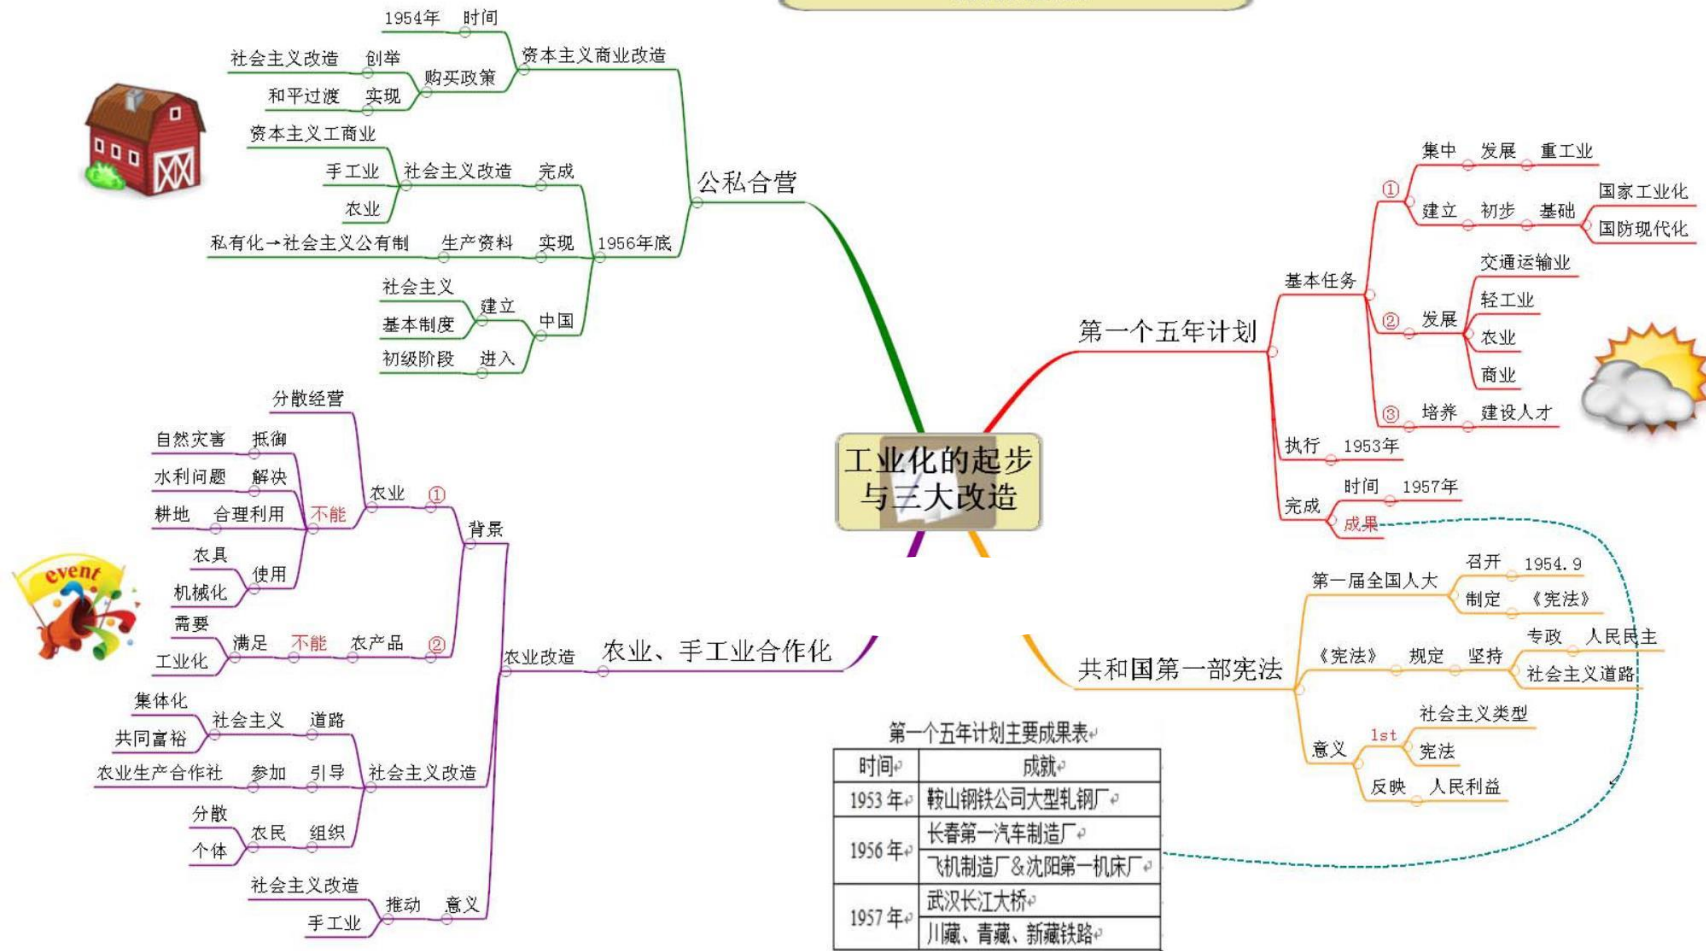 工业化的起步
与三大改造
第一个五年计划
基本任务
①
集中 发展 重工业
建立 初步 基础
国家工业化
国防现代化
②
发展
交通运输业
轻工业
农业
商业
③
培养 建设人才
执行 1953年
完成
时间 1957年
成果
共和国第一部宪法
第一届全国人大
召开 1954.9
制定 《宪法》
《宪法》 规定 坚持
专政 人民民主
社会主义道路
意义
1st
社会主义类型
宪法
反映 人民利益
第一个五年计划主要成果表
时间 成就
1953年 鞍山钢铁公司大型轧钢厂
1956年 长春第一汽车制造厂
飞机制造厂&沈阳第一机床厂
1957年 武汉长江大桥
川藏、青藏、新藏铁路
公私合营
资本主义商业改造
1954年 时间
购买政策
社会主义改造 创举
和平过渡 实现
1956年底
社会主义改造 完成
资本主义工商业
手工业
农业
私有化→社会主义公有制 生产资料 实现
中国
建立
社会主义
基本制度
初级阶段 进入
农业、手工业合作化
农业改造
背景
农业 ①
分散经营
不能
自然灾害 抵御
水利问题 解决
耕地 合理利用
使用
农具
机械化
满足 不能 农产品 ②
需要
工业化
社会主义改造
社会主义 道路
集体化
共同富裕
农业生产合作社 参加 引导
农民 组织
分散
个体
推动 意义
社会主义改造
手工业
event